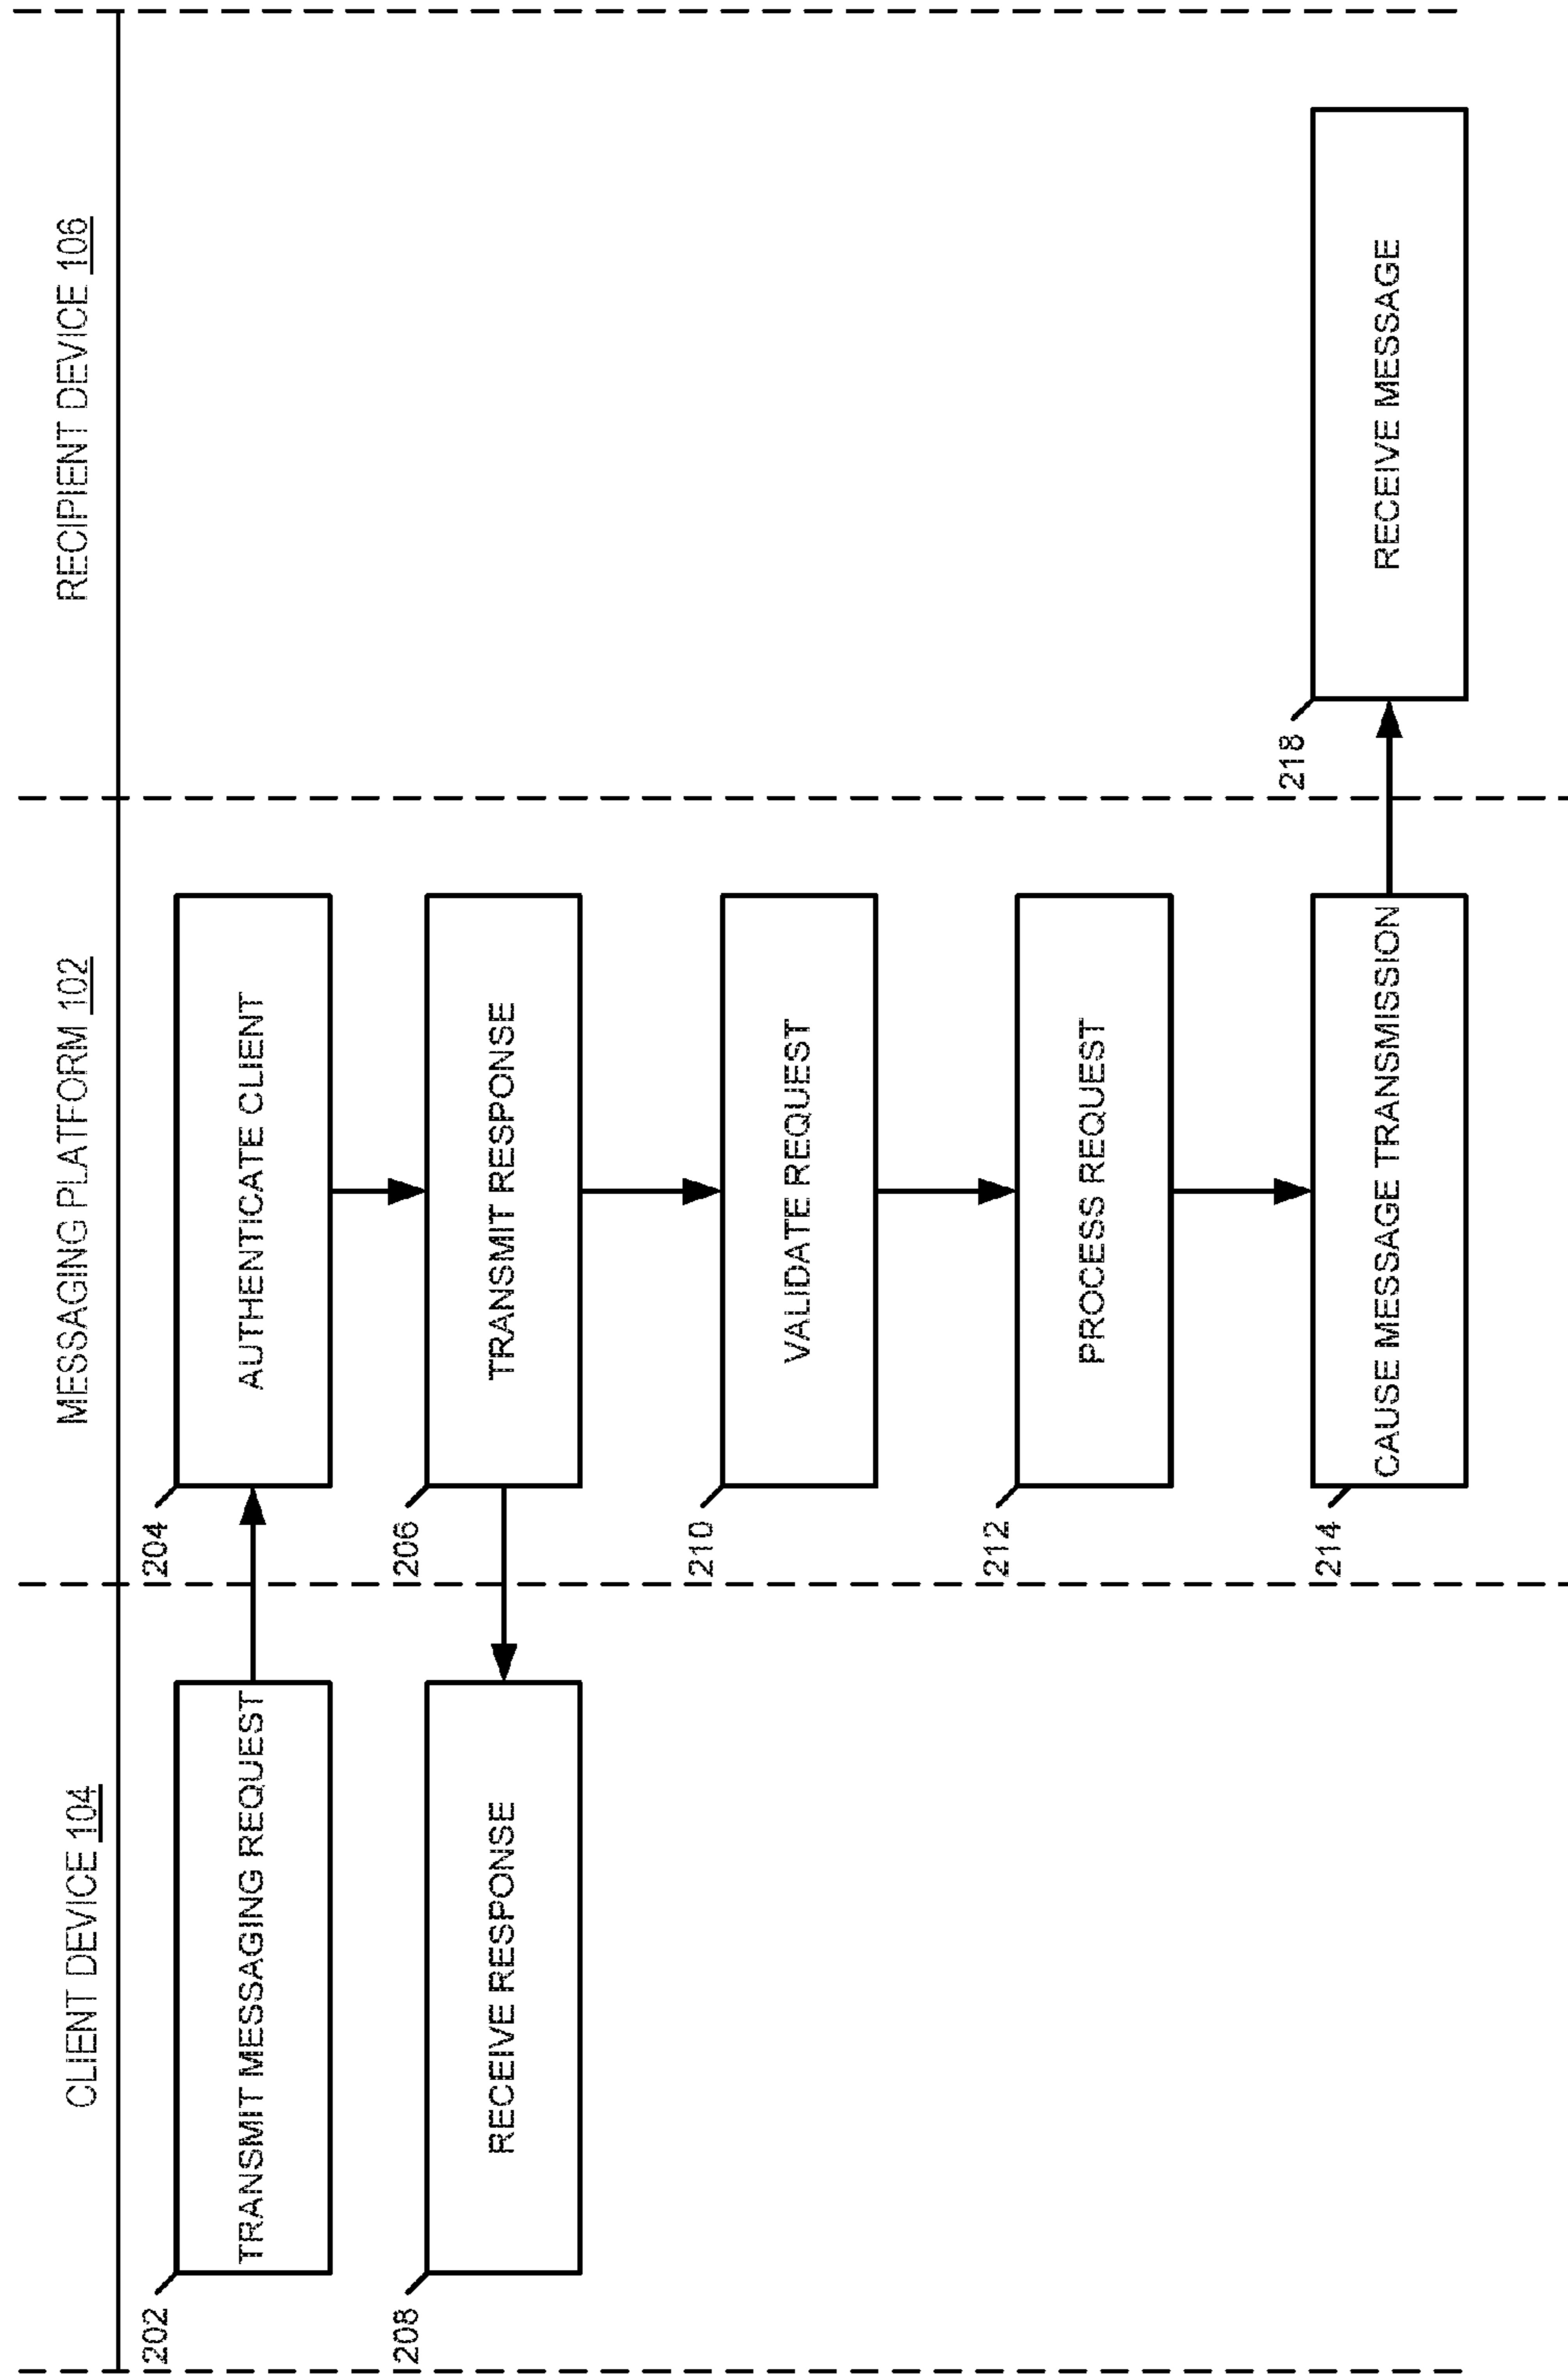 CLIENT DEVICE 104
MESSAGING PLATFORM 102
RECIPIENT DEVICE 106
202
TRANSMIT MESSAGING REQUEST
204
AUTHENTICATE CLIENT
208
RECEIVE RESPONSE
206
TRANSMIT RESPONSE
210
VALIDATE REQUEST
212
PROCESS REQUEST
214
CAUSE MESSAGE TRANSMISSION
218
RECEIVE MESSAGE